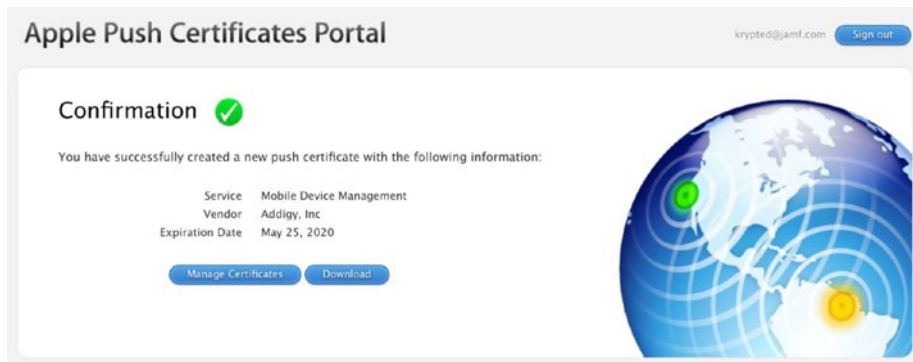 Apple Push Certificates Portal
krypted@jamf.com Sign out
Confirmation
You have successfully created a new push certificate with the following information:
Service Mobile Device Management
Vendor Addigy, Inc
Expiration Date May 25, 2020
Manage Certificates Download